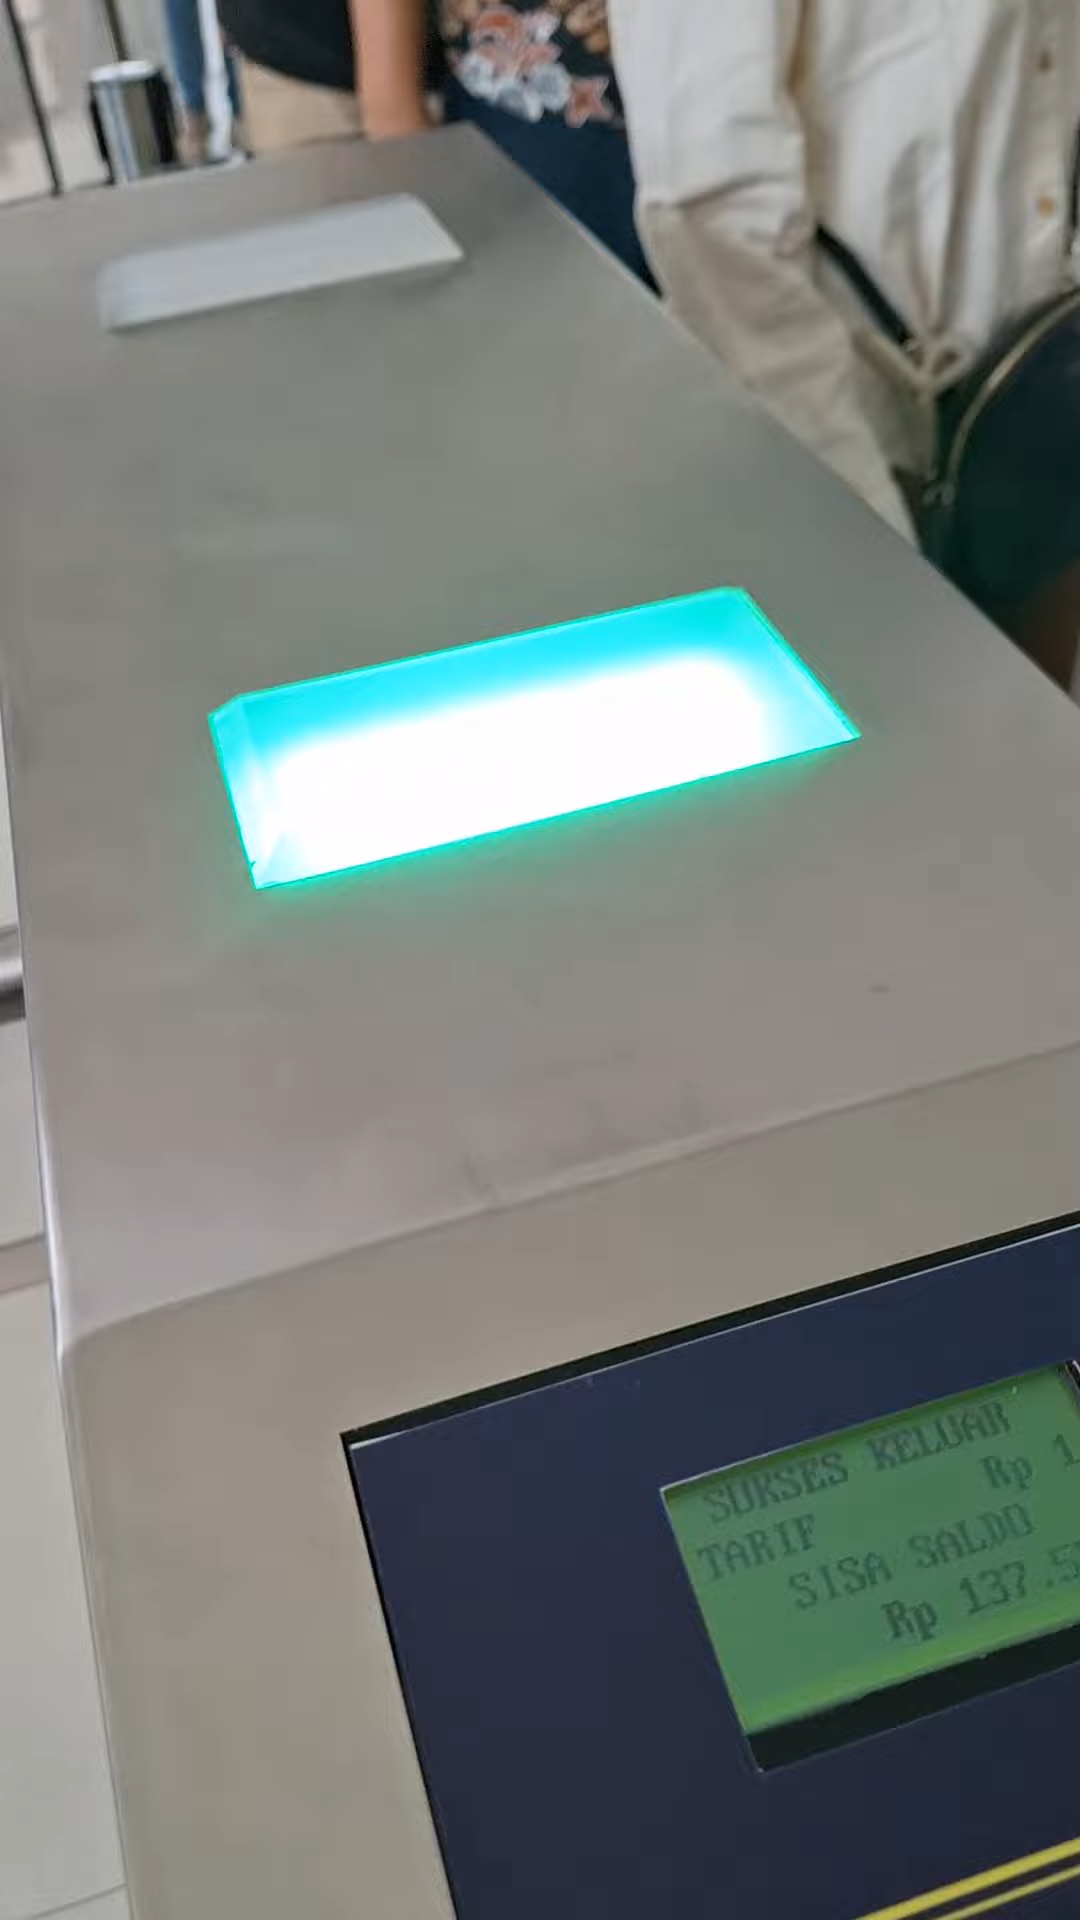 SUKSES KELUAR
Rp 1
TARIF
SISA SALDO
Rp 137.5